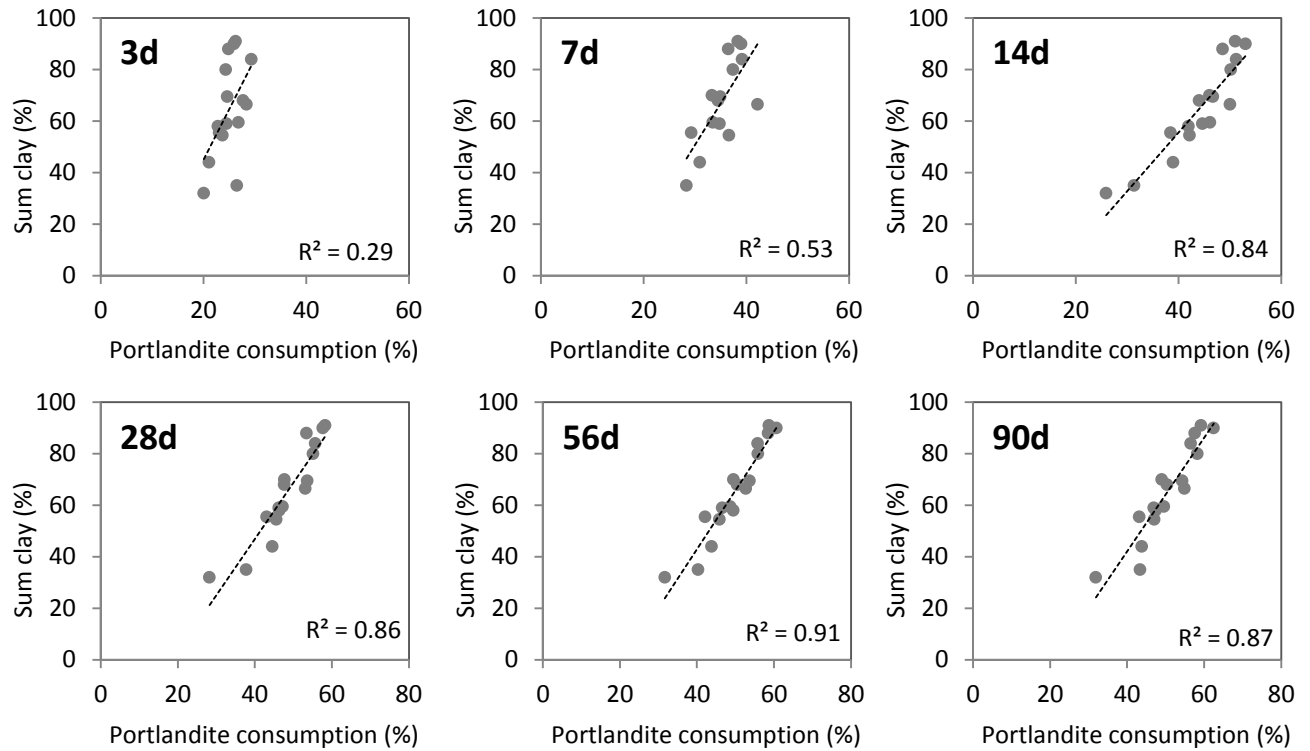 3d
Sum clay (%)
100
80
60
40
20
0
R² = 0.29
0 20 40 60
Portlandite consumption (%)
7d
Sum clay (%)
100
80
60
40
20
0
R² = 0.53
0 20 40 60
Portlandite consumption (%)
14d
Sum clay (%)
100
80
60
40
20
0
R² = 0.84
0 20 40 60
Portlandite consumption (%)
28d
Sum clay (%)
100
80
60
40
20
0
R² = 0.86
0 20 40 60 80
Portlandite consumption (%)
56d
Sum clay (%)
100
80
60
40
20
0
R² = 0.91
0 20 40 60 80
Portlandite consumption (%)
90d
Sum clay (%)
100
80
60
40
20
0
R² = 0.87
0 20 40 60 80
Portlandite consumption (%)